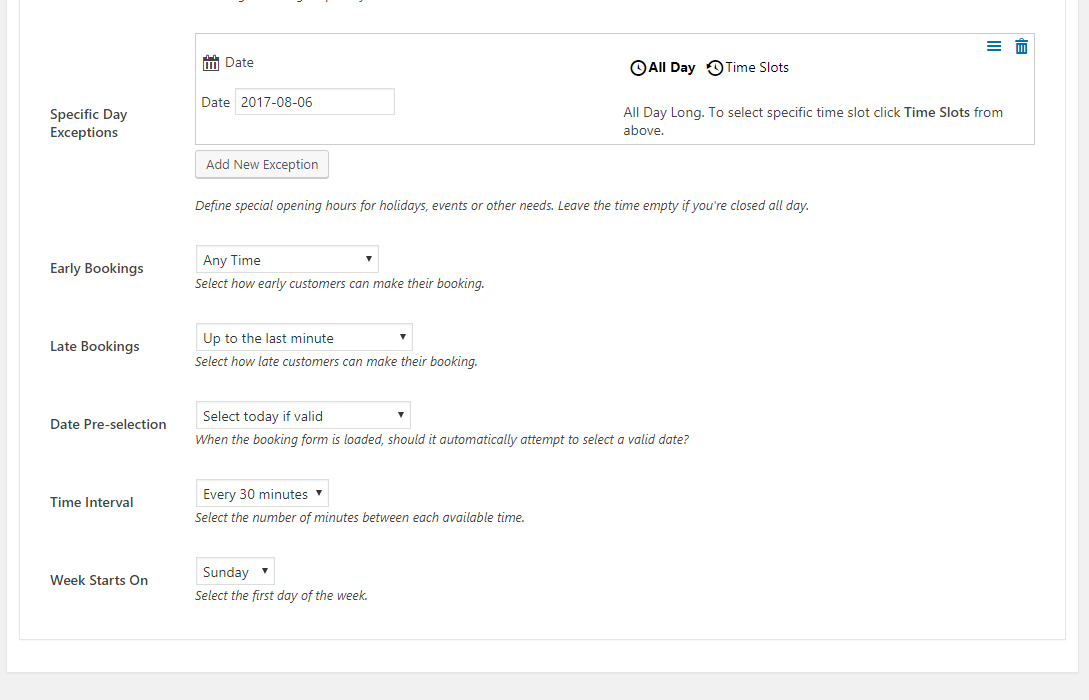 Date
All Day Time Slots
Date 2017-08-06
Specific Day
Exceptions
All Day Long. To select specific time slot click Time Slots from
above.
Add New Exception
Define special opening hours for holidays, events or other needs. Leave the time empty if you're closed all day.
Early Bookings
Any Time
Select how early customers can make their booking.
Late Bookings
Up to the last minute
Select how late customers can make their booking.
Date Pre-selection
Select today if valid
When the booking form is loaded, should it automatically attempt to select a valid date?
Time Interval
Every 30 minutes
Select the number of minutes between each available time.
Week Starts On
Sunday
Select the first day of the week.